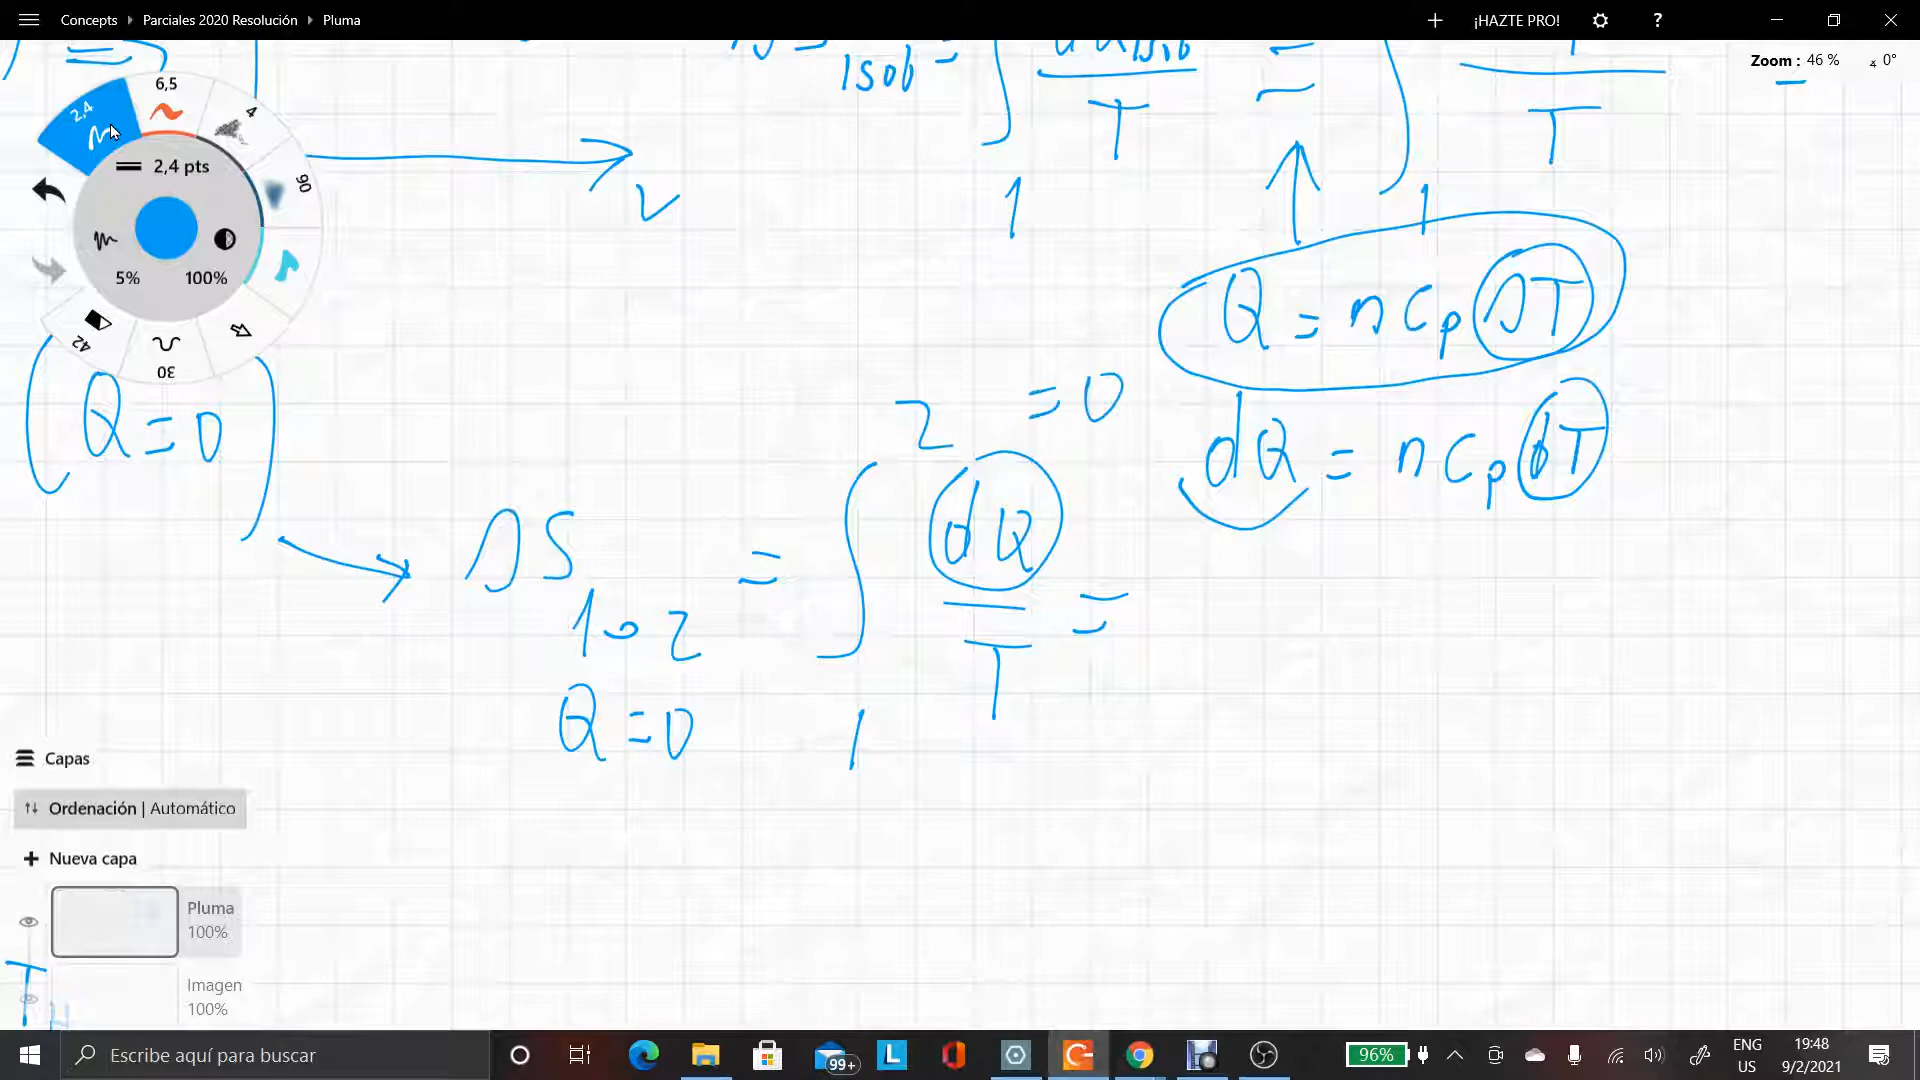 Concepts Parciales 2020 Resolución Pluma
¡HAZTE PRO! ?
Zoom : 46 % 0°
6,5
2,4
4
90
2,4 pts
5% 100%
42
30
isob = ∫ / T = ∫ / T
V
1 1
Q = n Cp ΔT
dQ = n Cp dT
Q = 0
2 = 0
ΔS 1→2 = ∫ dQ / T =
Q = 0 1
Capas
Ordenación | Automático
Nueva capa
Pluma
100%
Imagen
100%
T H
Escribe aquí para buscar
99+
L
96%
ENG
US
19:48
9/2/2021